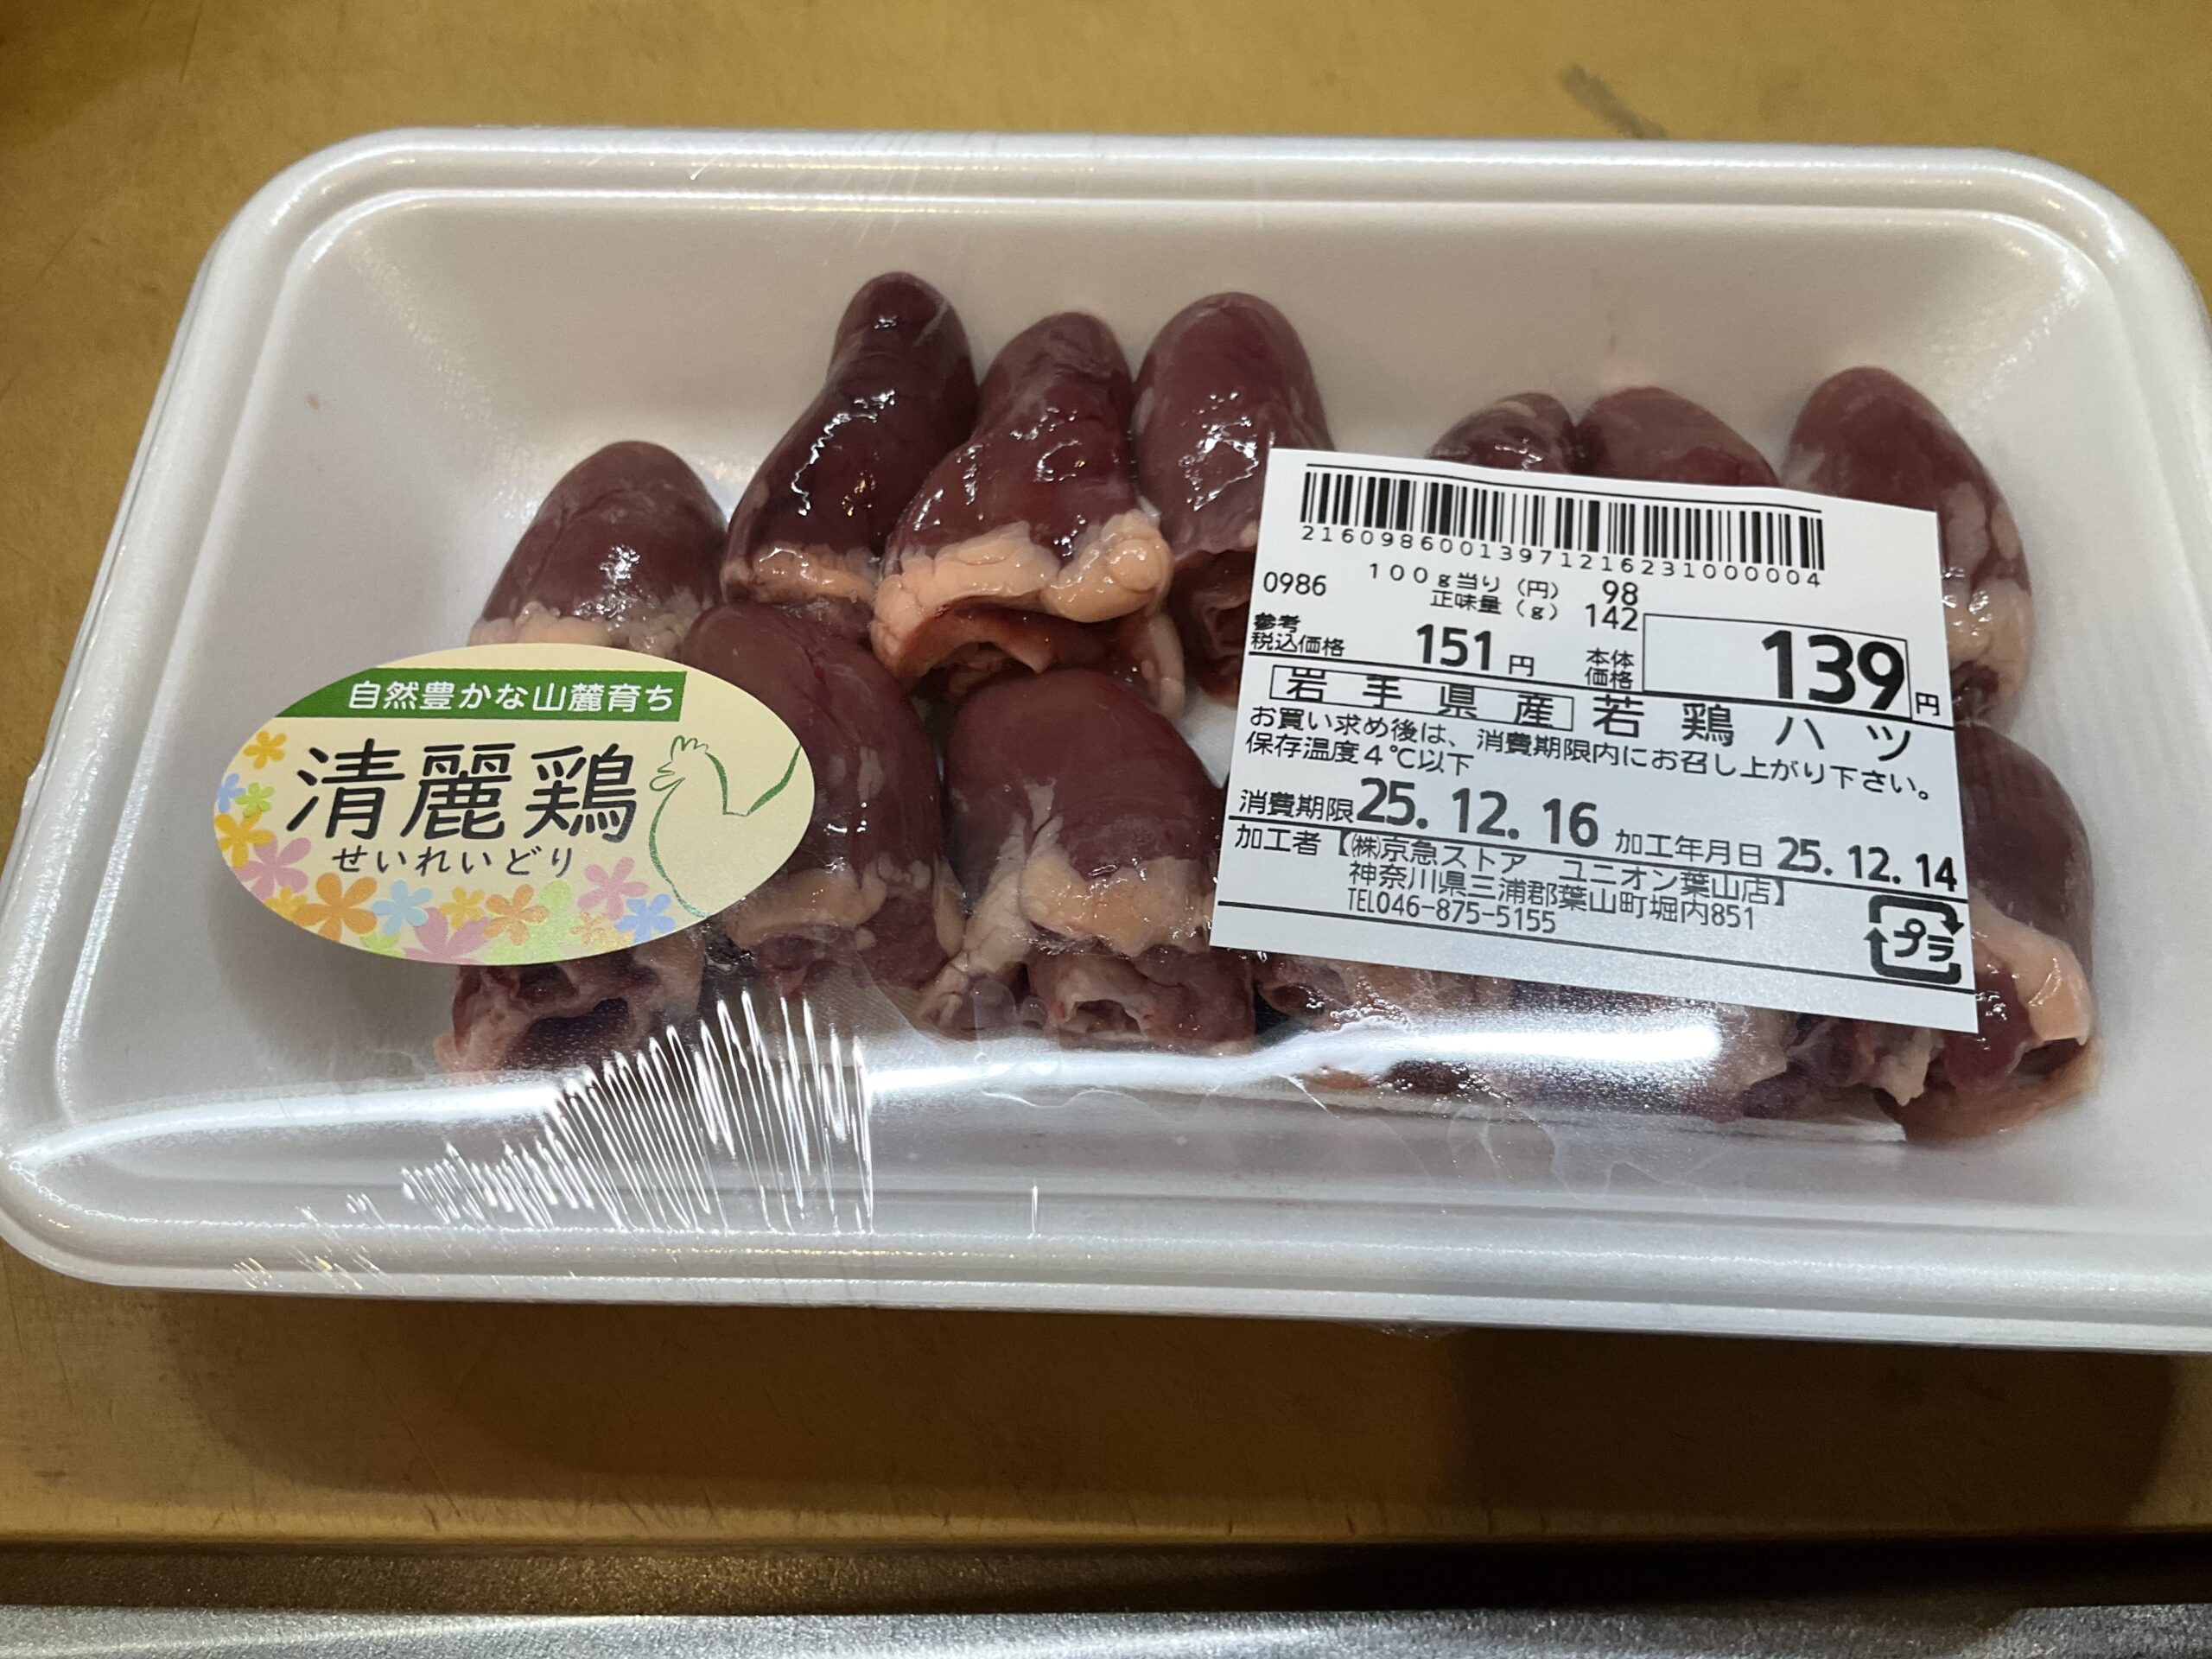 自然豊かな山麓育ち
清麗鶏
せいれいどり
21609860013971216231000004
0986 100g当り(円) 98
正味量(g) 142
参考
税込価格 151円 本体価格 139円
岩手県産 若鶏ハツ
お買い求め後は、消費期限内にお召し上がり下さい。
保存温度4℃以下
消費期限 25.12.16 加工年月日 25.12.14
加工者【㈱京急ストア ユニオン葉山店】
神奈川県三浦郡葉山町堀内851
TEL046-875-5155
プラ